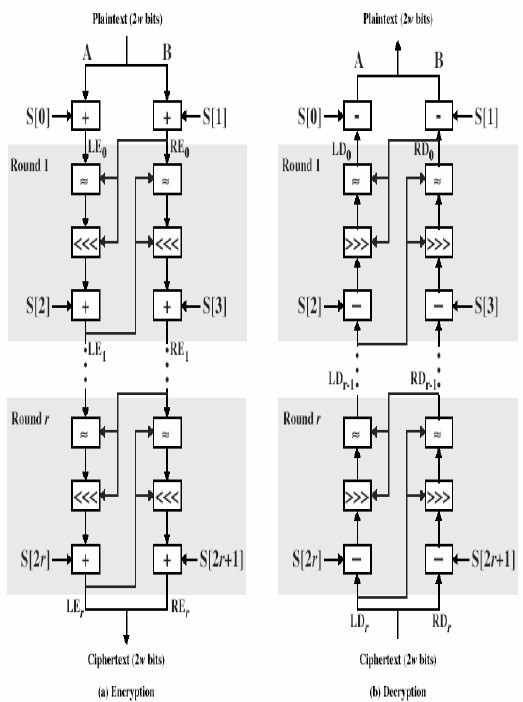 Plaintext (2w bits)
A B
S[0] + + S[1]
LE0 RE0
Round 1
≈ ≈
<<< <<<
S[2] + + S[3]
LE1 RE1
Round r
≈ ≈
<<< <<<
S[2r] + + S[2r+1]
LEr REr
Ciphertext (2w bits)
(a) Encryption
Plaintext (2w bits)
A B
S[0] - - S[1]
LD0 RD0
Round 1
≈ ≈
>>> >>>
S[2] − − S[3]
LDr-1 RDr-1
Round r
≈ ≈
>>> >>>
S[2r] − − S[2r+1]
LDr RDr
Ciphertext (2w bits)
(b) Decryption